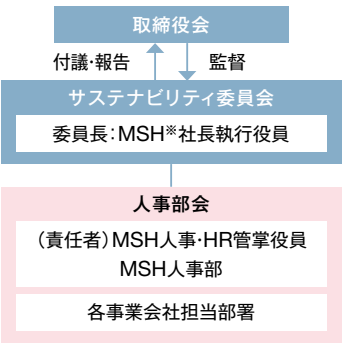 取締役会
付議・報告
監督
サステナビリティ委員会
委員長：MSH※社長執行役員
人事部会
（責任者）MSH人事・HR管掌役員
MSH人事部
各事業会社担当部署